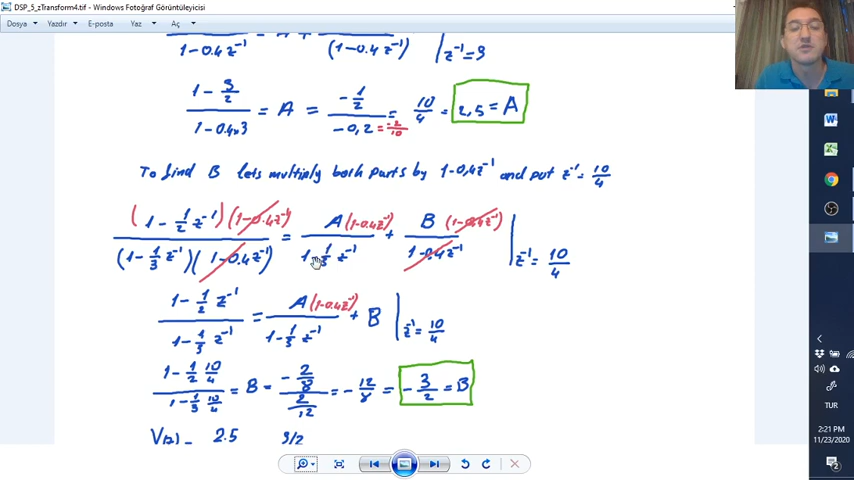 DSP_5_zTransform4.tif - Windows Fotoğraf Görüntüleyicisi
Dosya Yazdır E-posta Yaz Aç
1-0.4z⁻¹ = A + (1-0.4z⁻¹) | z⁻¹=3
(1 - 3/2)/(1-0.4x3) = A = (-1/2)/(-0,2 = -2/10) = 10/4 = 2,5 = A
To find B lets multiply both parts by 1-0,4z⁻¹ and put z⁻¹ = 10/4
(1 - 1/2 z⁻¹)(1-0.4z⁻¹)/((1 - 1/3 z⁻¹)(1-0.4z⁻¹)) = A(1-0.4z⁻¹)/(1 - 1/3 z⁻¹) + B(1-0.4z⁻¹)/(1-0.4z⁻¹) | z⁻¹ = 10/4
(1 - 1/2 z⁻¹)/(1 - 1/3 z⁻¹) = A(1-0.4z⁻¹)/(1 - 1/3 z⁻¹) + B | z⁻¹ = 10/4
(1 - 1/2 10/4)/(1 - 1/3 10/4) = B = (-2/8)/(2/12) = -12/8 = -3/2 = B
V(z) = 2.5 3/2
TUR
2:21 PM
11/23/2020
2